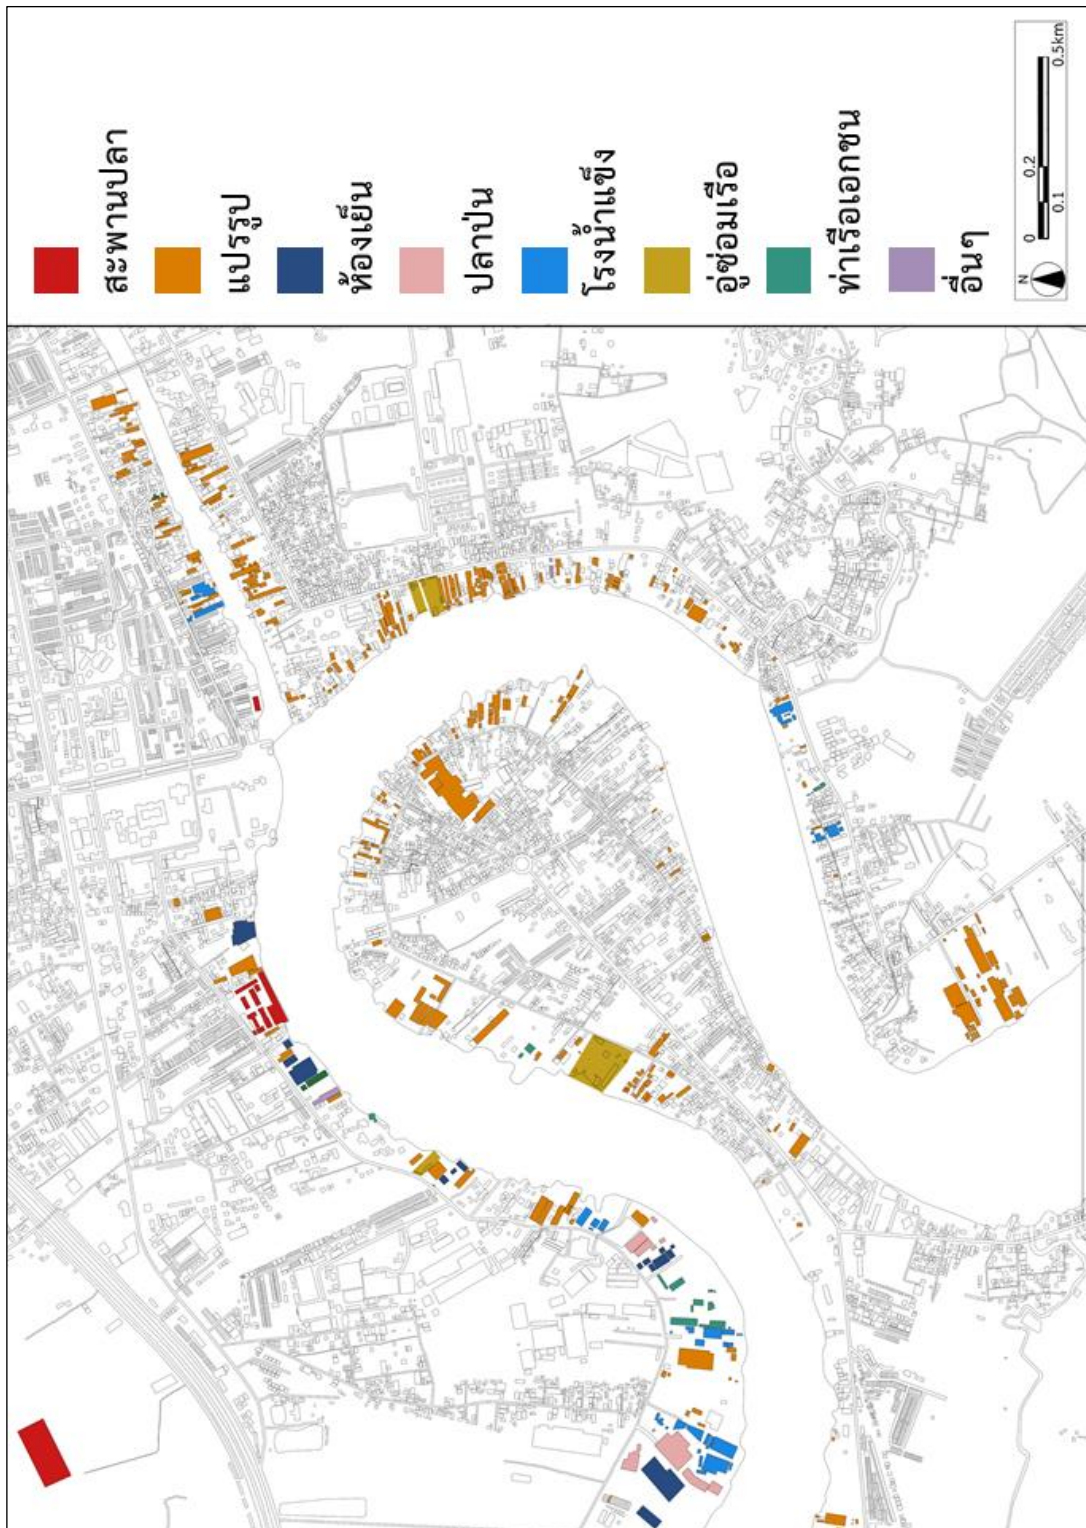 สะพานปลา
แปรรูป
ห้องเย็น
ปลาป่น
โรงน้ำแข็ง
อู่ซ่อมเรือ
ท่าเรือเอกชน
อื่นๆ
N
0 0.1 0.2 0.5km